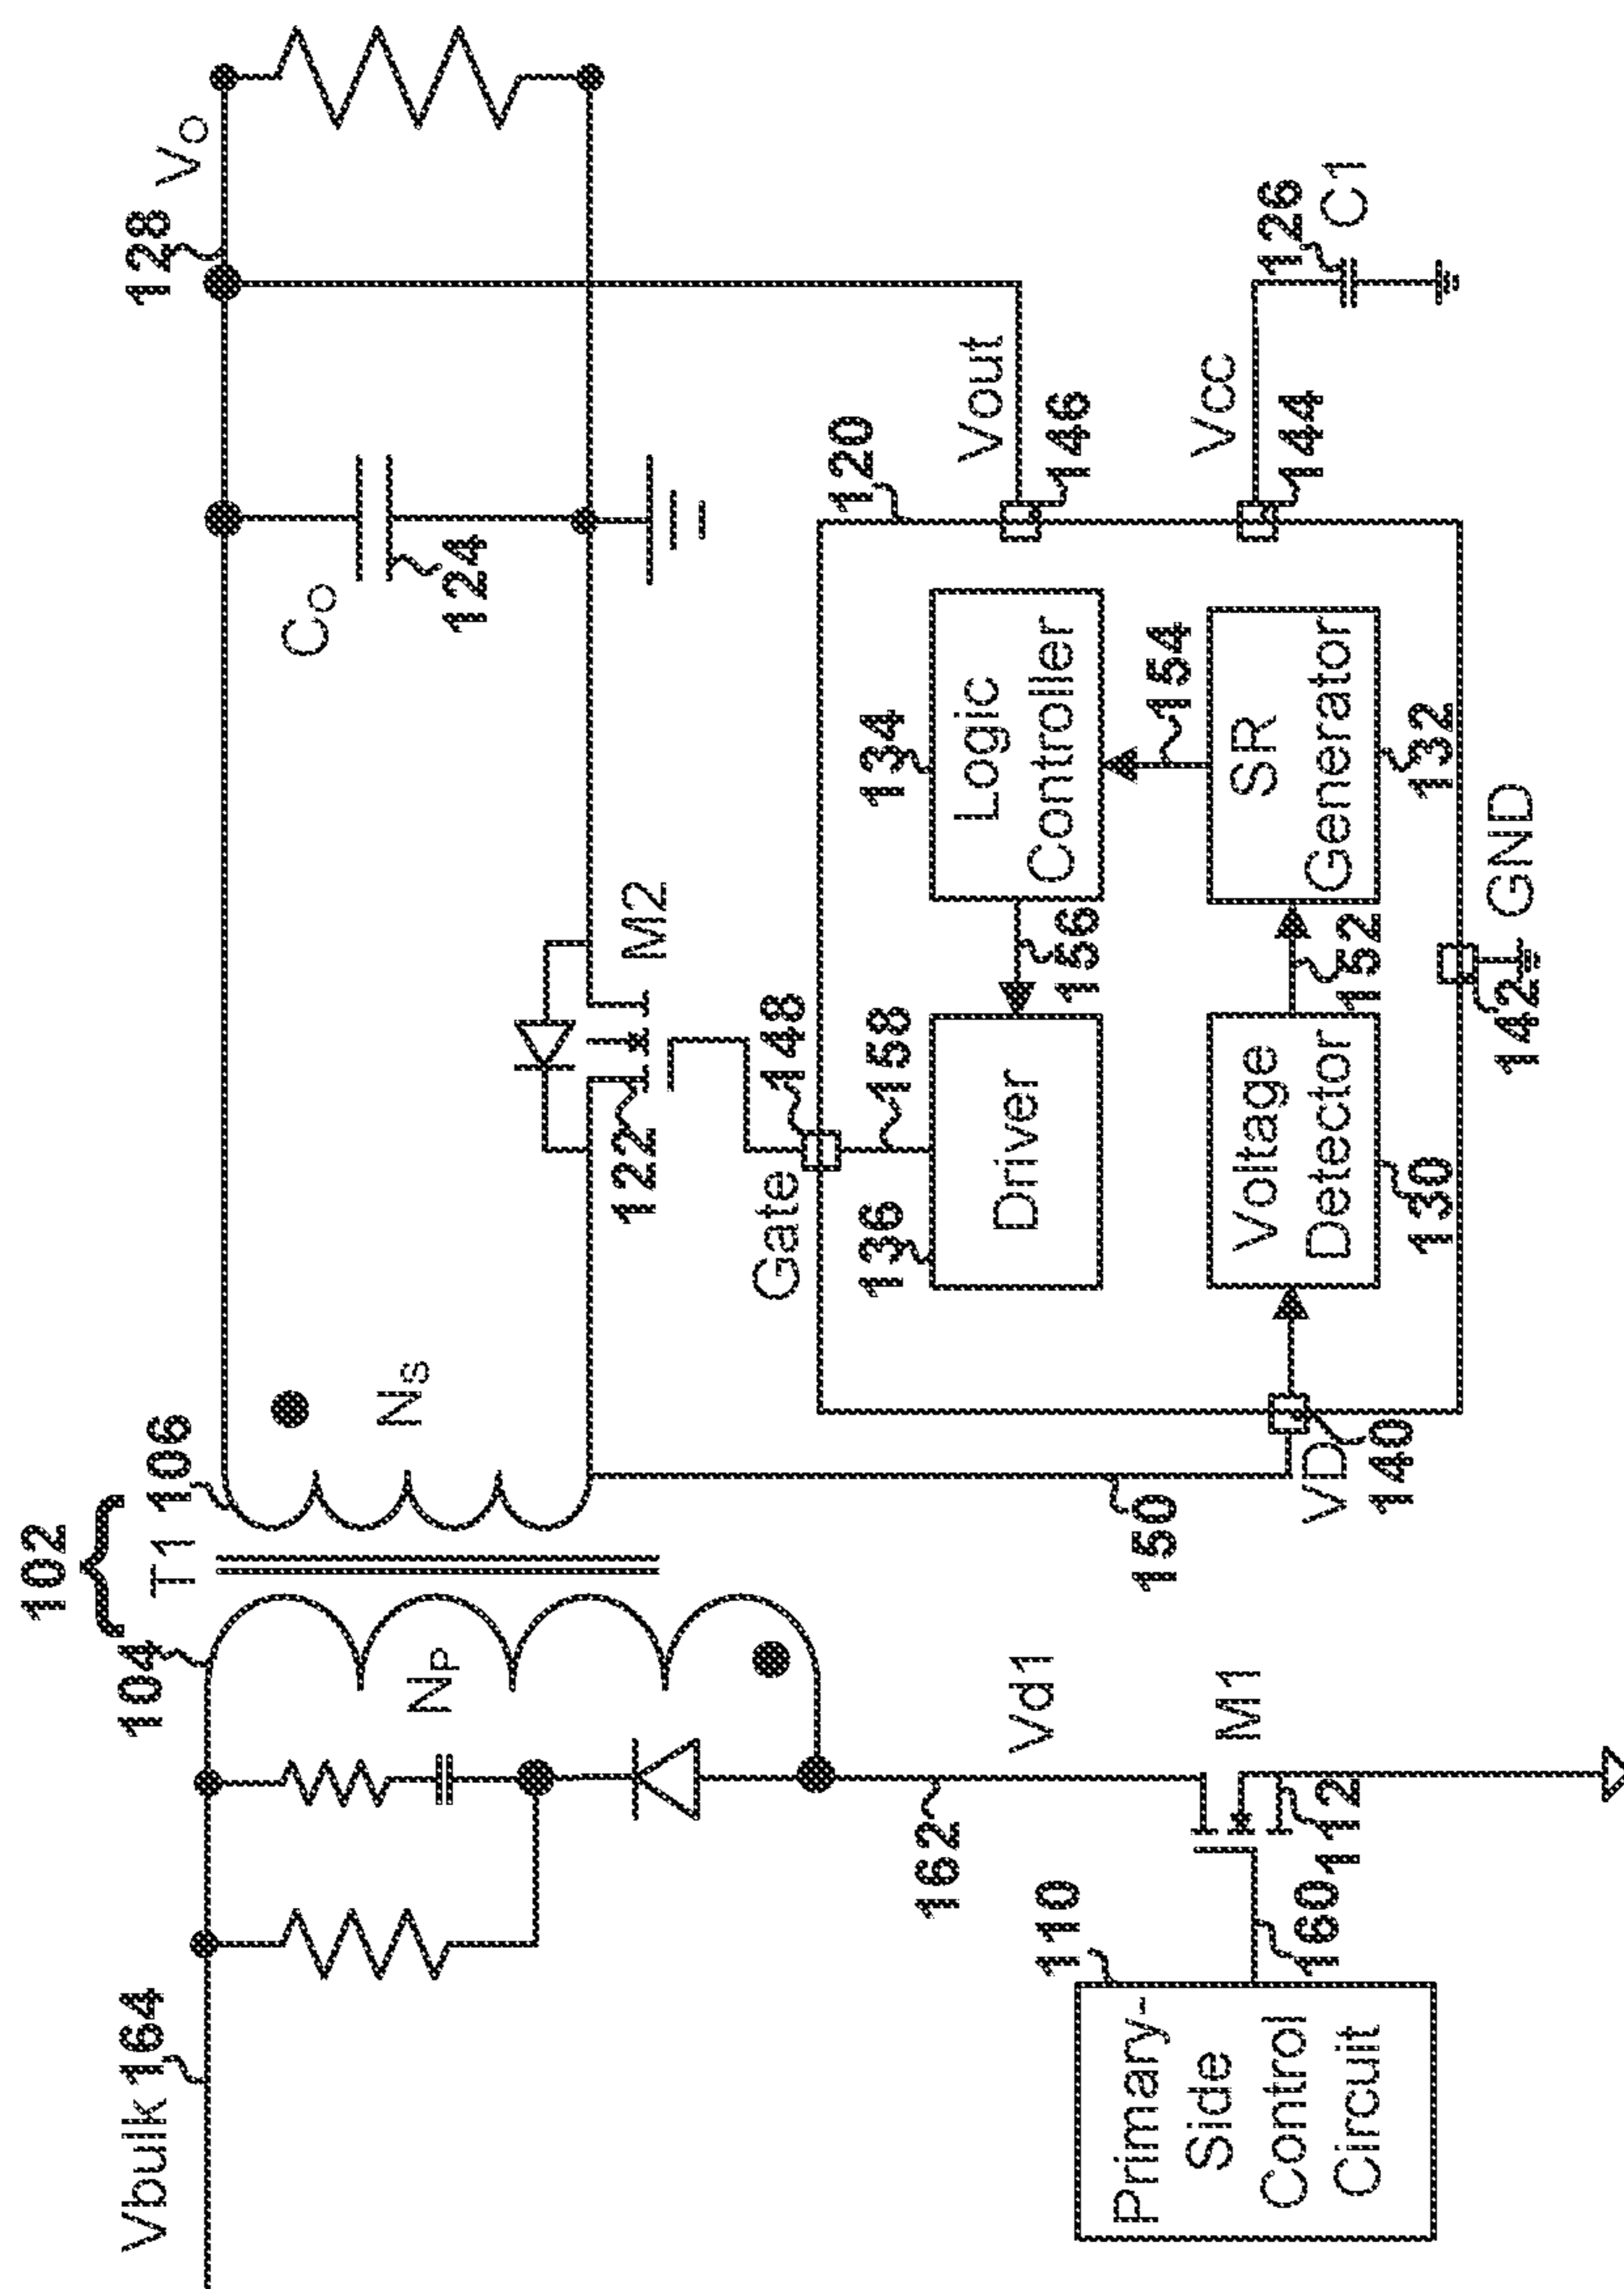 102
104
T1
106
128
Vo
Vbulk
164
NP
NS
CO
124
122
M2
Gate
148
120
Vout
146
Vcc
126
C1
144
162
Vd1
150
136
158
134
Driver
156
Logic
Controller
154
110
Primary-
Side
Control
Circuit
160
M1
112
VD
140
Voltage
Detector
130
152
SR
Generator
132
142
GND